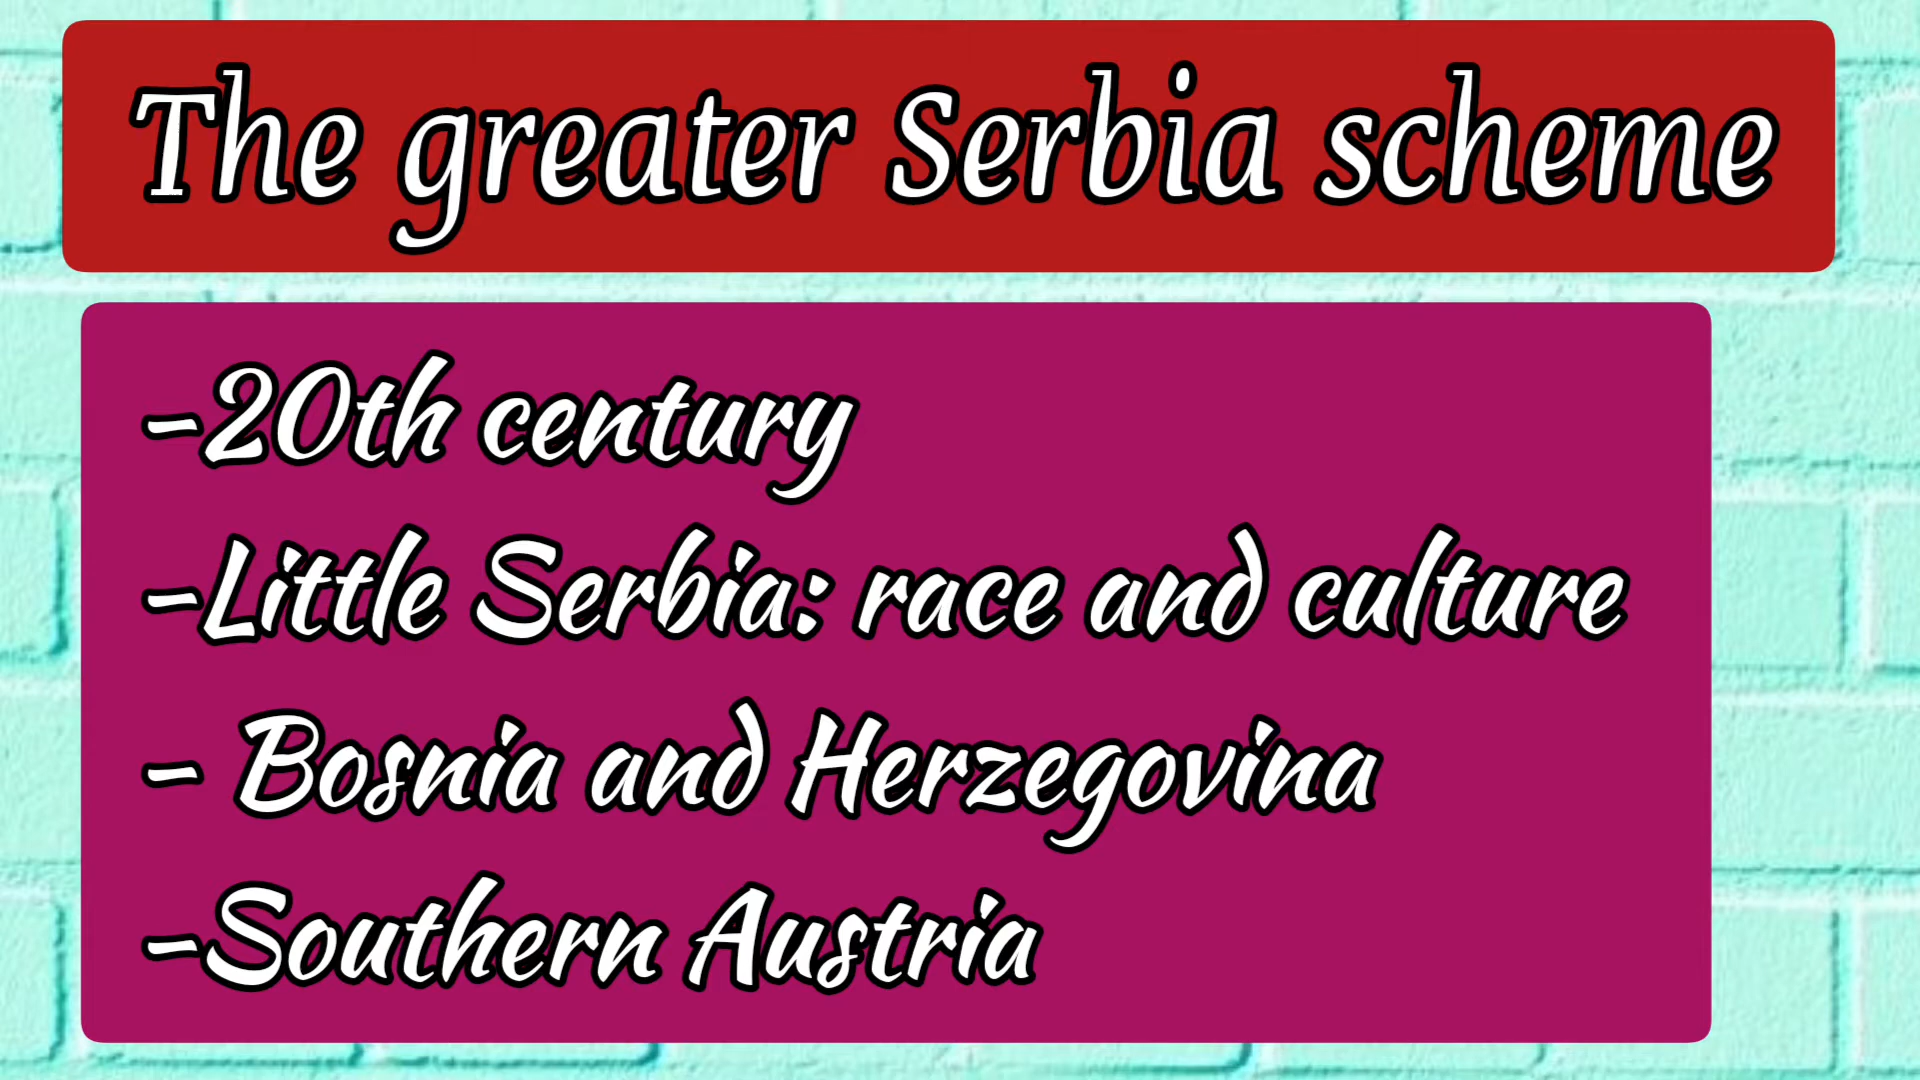 The greater Serbia scheme
-20th century
-Little Serbia: race and culture
- Bosnia and Herzegovina
-Southern Austria